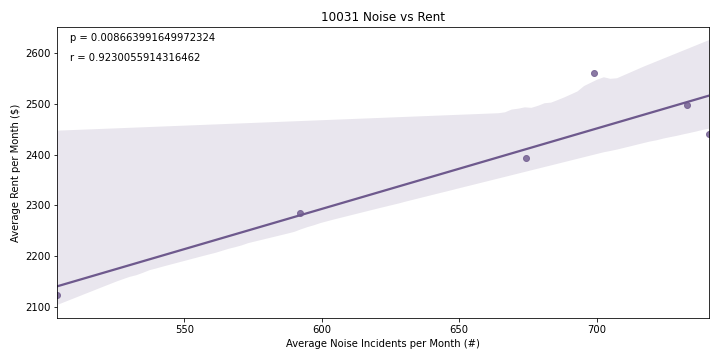 10031 Noise vs Rent
p = 0.008663991649972324
r = 0.9230055914316462
2600
2500
2400
2300
2200
2100
Average Rent per Month ($)
550
600
650
700
Average Noise Incidents per Month (#)